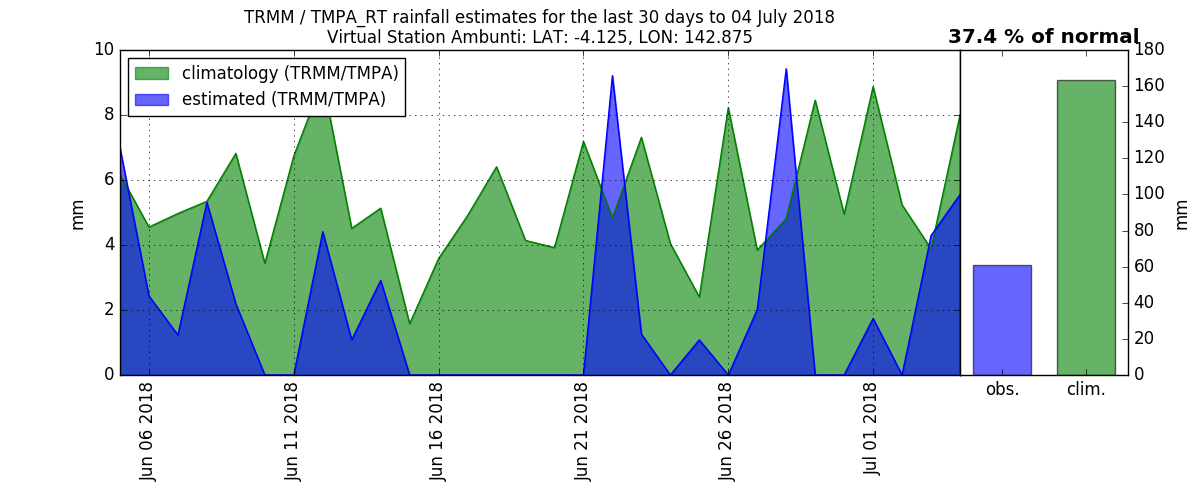 TRMM / TMPA_RT rainfall estimates for the last 30 days to 04 July 2018
Virtual Station Ambunti: LAT: -4.125, LON: 142.875
37.4 % of normal
climatology (TRMM/TMPA)
estimated (TRMM/TMPA)
10
8
6
4
2
0
mm
180
160
140
120
100
80
60
40
20
0
mm
Jun 06 2018
Jun 11 2018
Jun 16 2018
Jun 21 2018
Jun 26 2018
Jul 01 2018
obs.
clim.